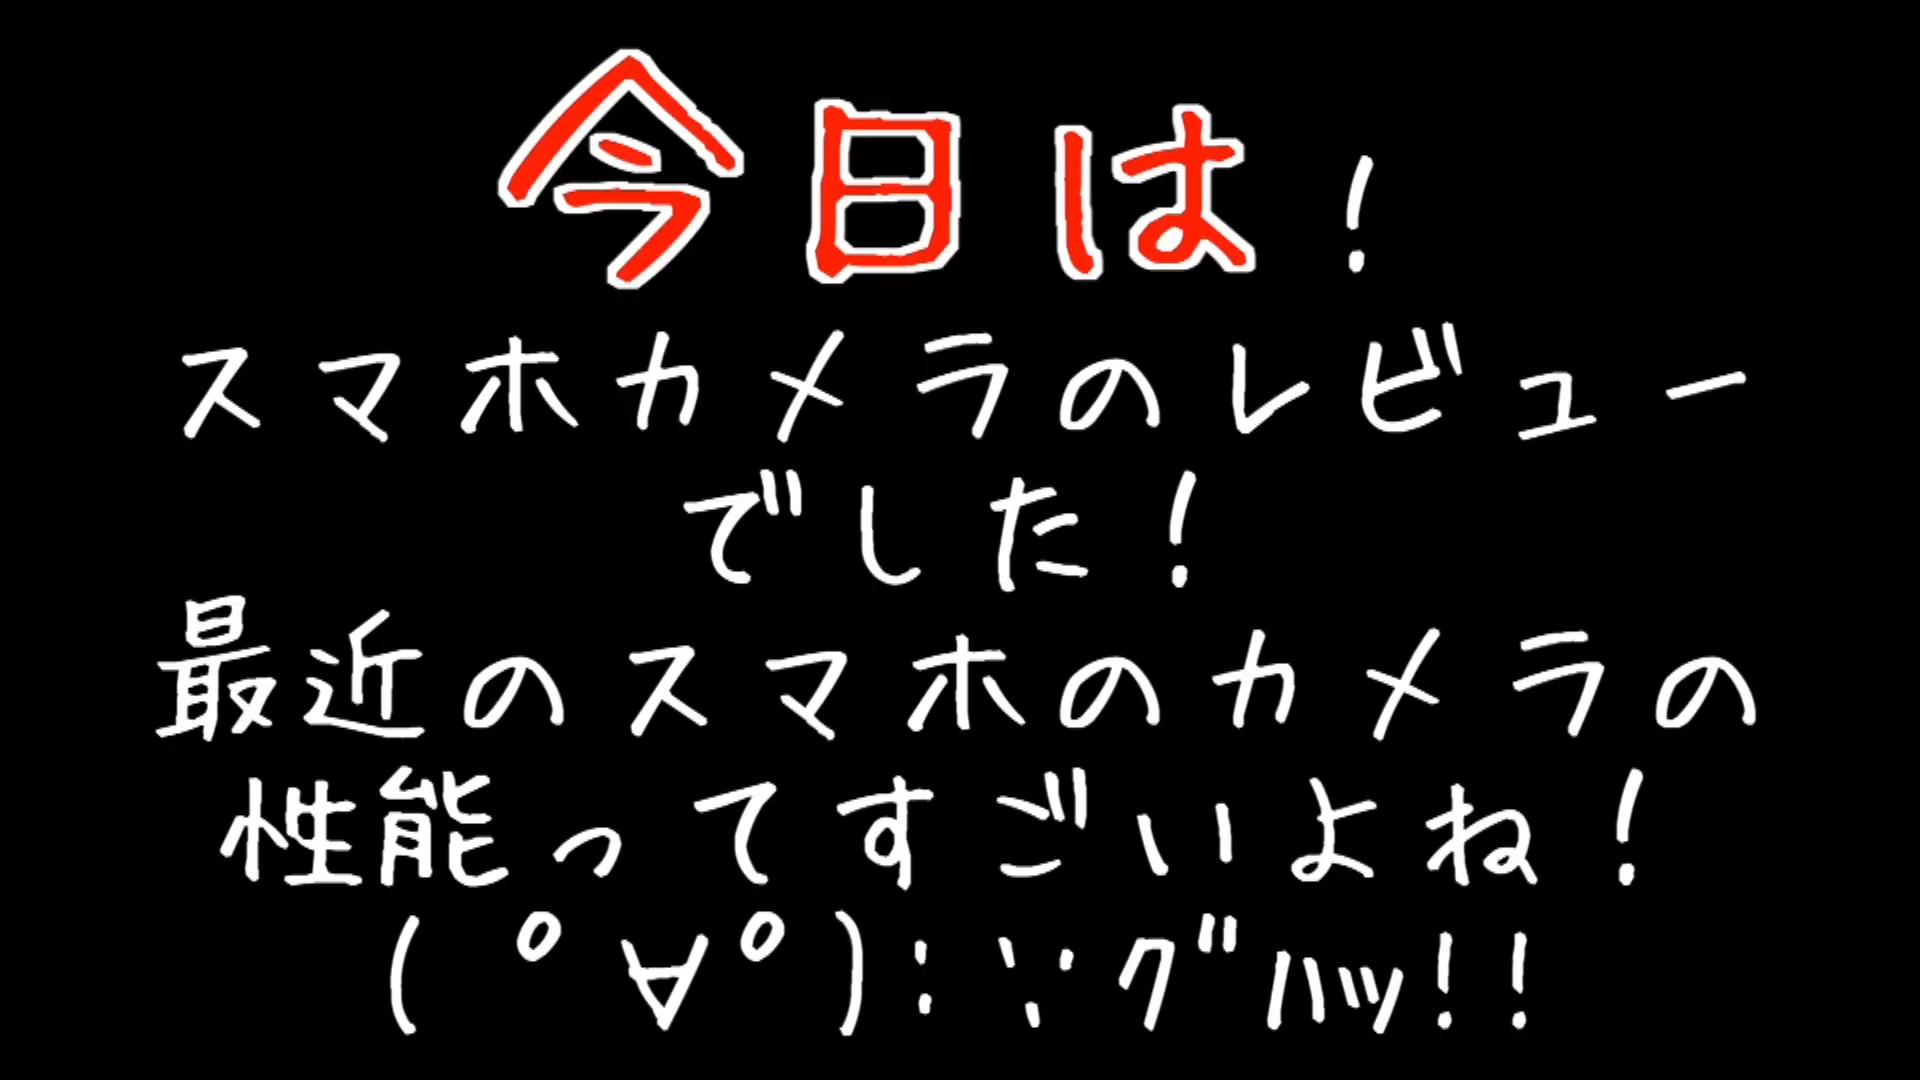 今日は！
スマホカメラのレビュー
でした！
最近のスマホのカメラの
性能ってすごいよね！
( ﾟ∀ﾟ):∵ｸﾞﾊｯ!!